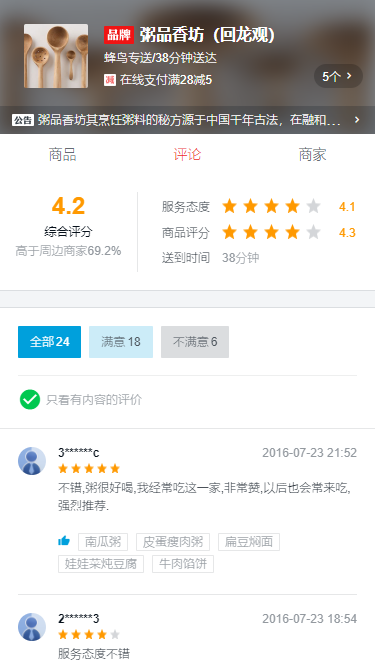 品牌 粥品香坊（回龙观）
蜂鸟专送/38分钟送达
减 在线支付满28减5
5个 >
公告 粥品香坊其烹饪粥料的秘方源于中国千年古法，在融和... >
商品 评论 商家
4.2
综合评分
高于周边商家69.2%
服务态度 4.1
商品评分 4.3
送到时间 38分钟
全部 24 满意 18 不满意 6
只看有内容的评价
3******c 2016-07-23 21:52
不错,粥很好喝,我经常吃这一家,非常赞,以后也会常来吃,
强烈推荐.
南瓜粥 皮蛋瘦肉粥 扁豆焖面
娃娃菜炖豆腐 牛肉馅饼
2******3 2016-07-23 18:54
服务态度不错